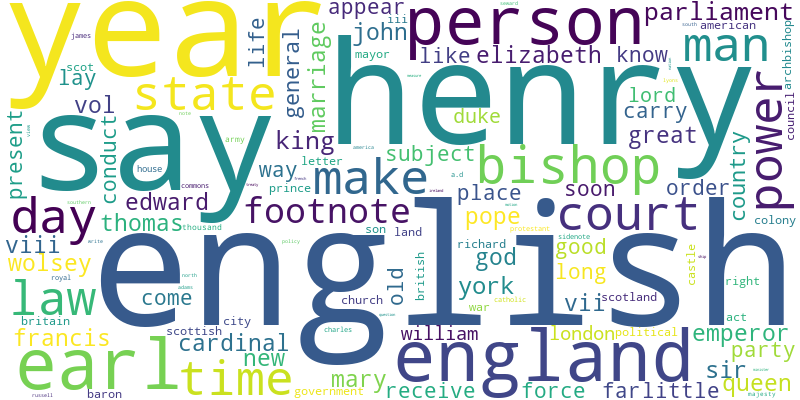 year
person
parliament
appear
iii
james
life
john
south
american
archbishop
general
marriage
mayor
like
elizabeth
know
man
scot
lay
state
henry
vol
say
lord
duke
carry
council
power
present
conduct
army
king
subject
great
america
bishop
country
house
way
letter
make
a.d
commons
prince
french
place
soon
order
day
edward
footnote
court
colony
thomas
thousand
son
land
pope
southern
viii
english
richard
sidenote
protestant
god
good
castle
wolsey
old
british
long
right
policy
come
york
vii
scotland
royal
north
church
war
catholic
act
law
adams
britain
scottish
city
charles
william
london
political
emperor
francis
cardinal
england
party
earl
new
time
mary
sir
queen
government
receive
force
farlittle
russell
baron
majesty